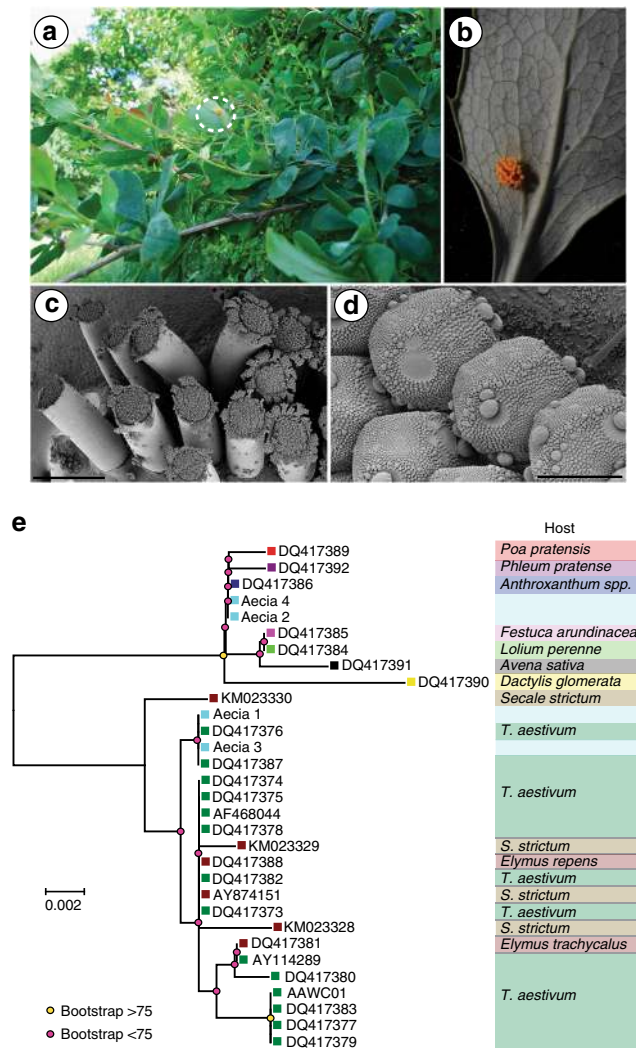 a
b
c
d
e
Host
DQ417389 Poa pratensis
DQ417392 Phleum pratense
DQ417386 Anthroxanthum spp.
Aecia 4
Aecia 2
DQ417385 Festuca arundinacea
DQ417384 Lolium perenne
DQ417391 Avena sativa
DQ417390 Dactylis glomerata
KM023330 Secale strictum
Aecia 1
DQ417376 T. aestivum
Aecia 3
DQ417387
DQ417374
DQ417375 T. aestivum
AF468044
DQ417378
KM023329 S. strictum
DQ417388 Elymus repens
DQ417382 T. aestivum
AY874151 S. strictum
DQ417373 T. aestivum
KM023328 S. strictum
DQ417381 Elymus trachycalus
AY114289
DQ417380
AAWC01 T. aestivum
DQ417383
DQ417377
DQ417379
0.002
Bootstrap >75
Bootstrap <75